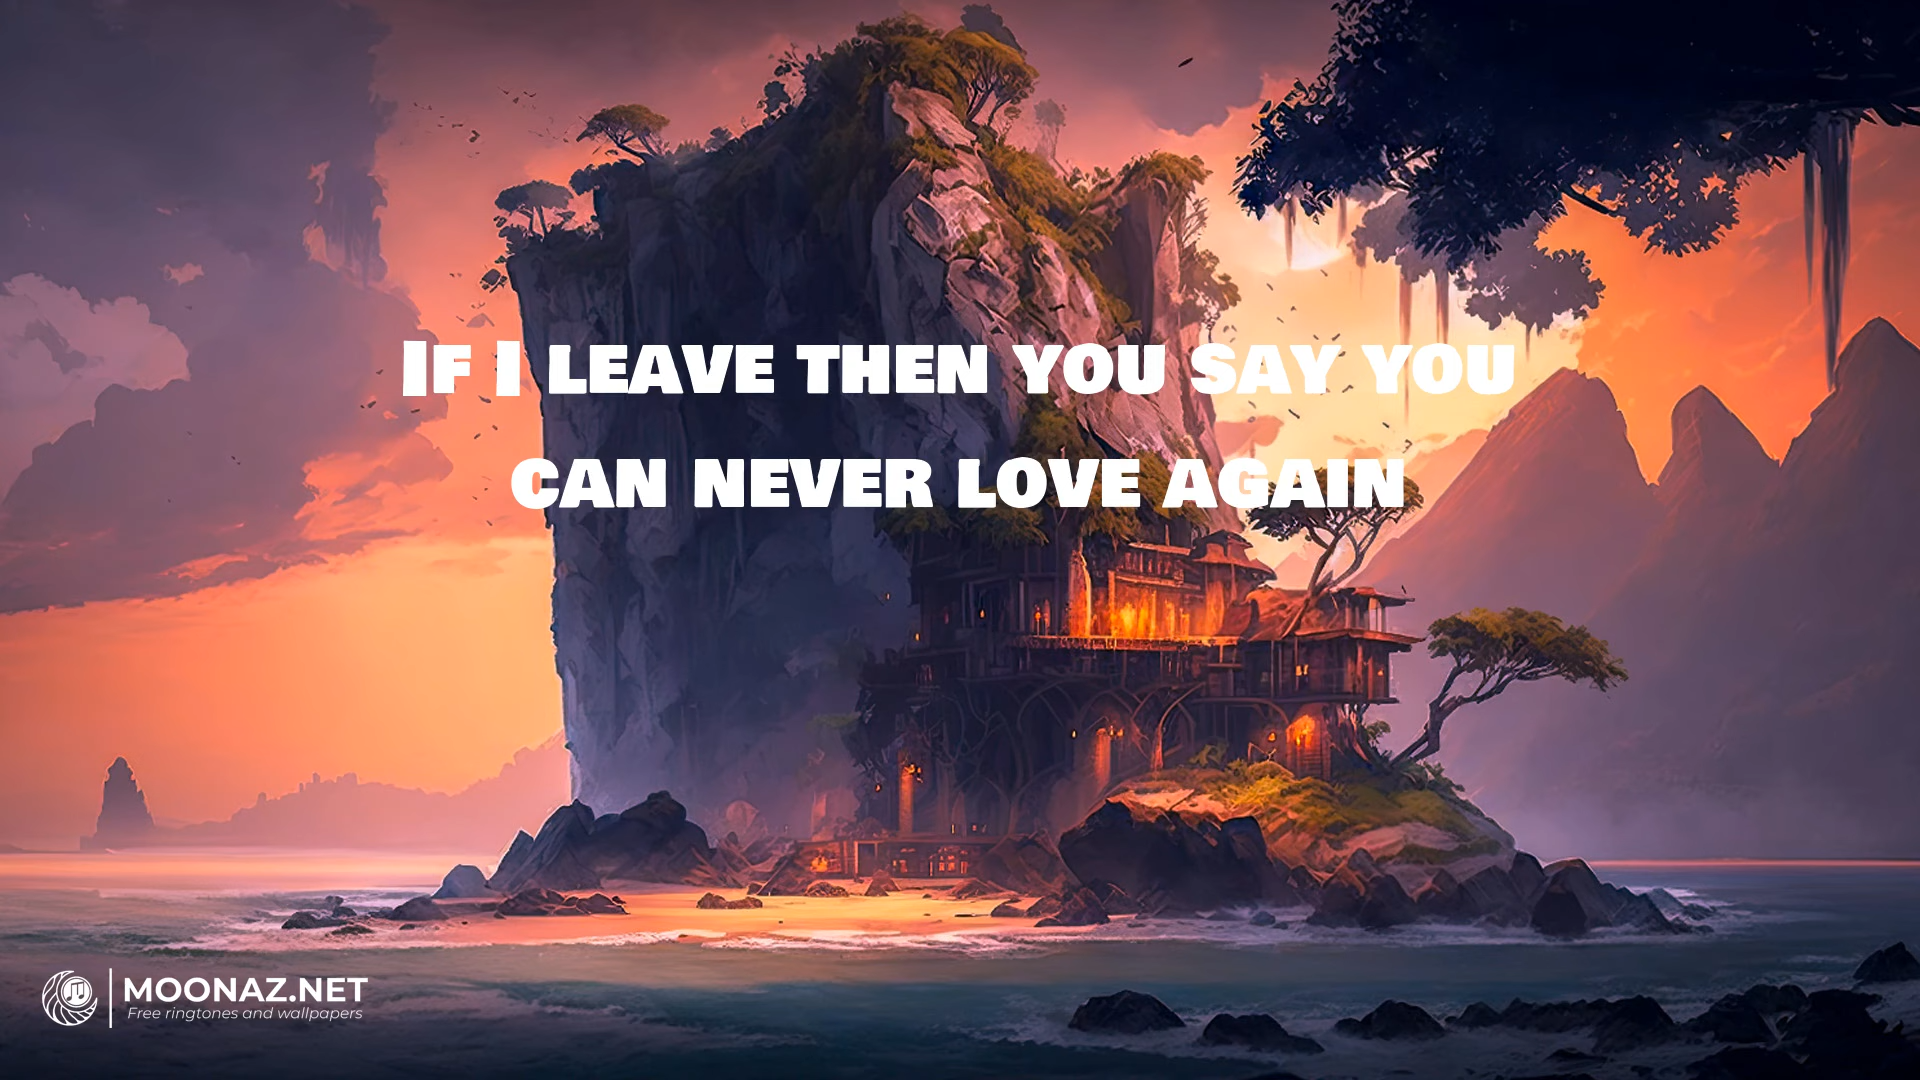 If I leave then you say you
can never love again
MOONAZ.NET
Free ringtones and wallpapers